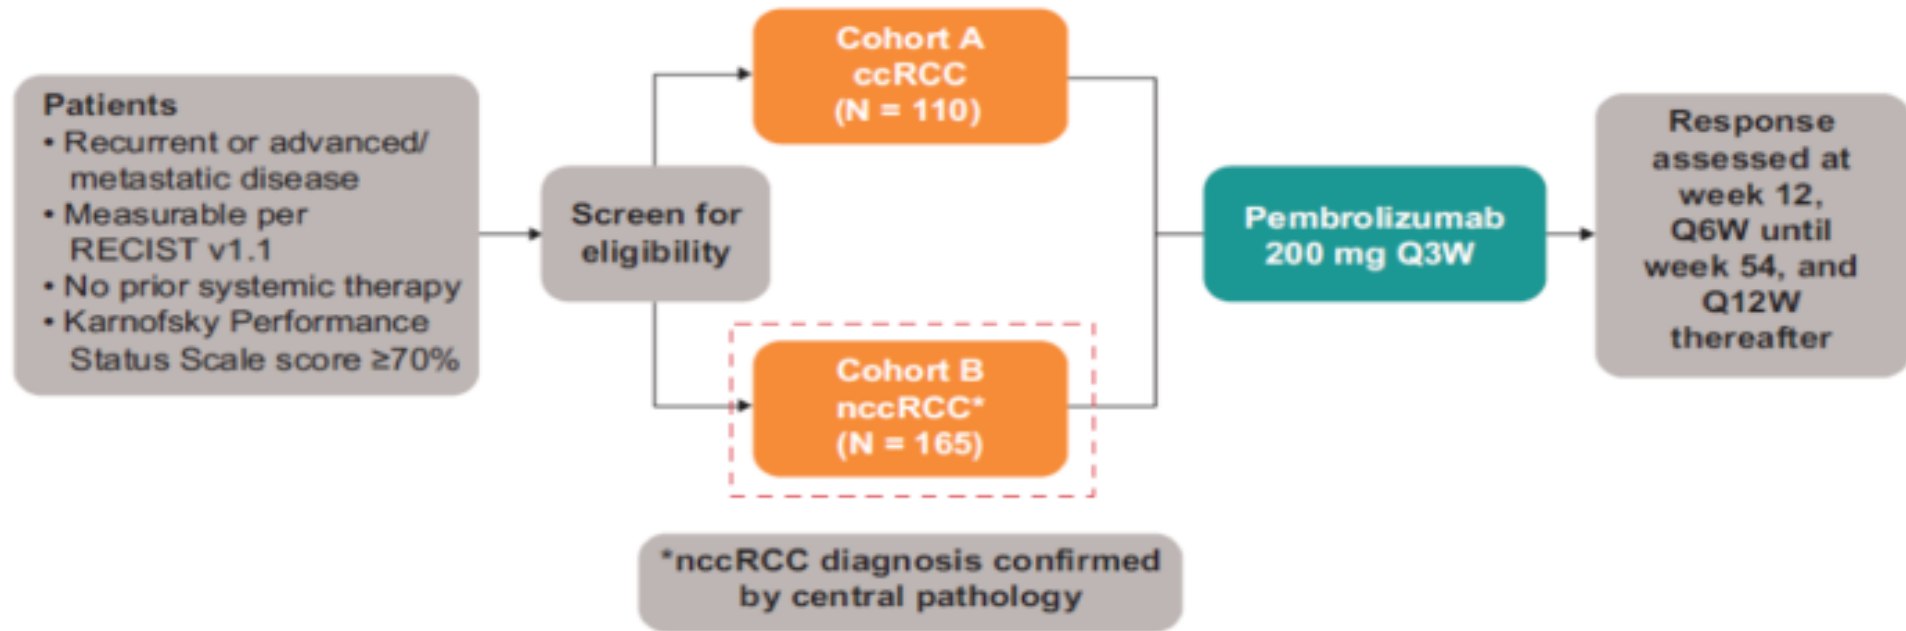 Patients
• Recurrent or advanced/
metastatic disease
• Measurable per
RECIST v1.1
• No prior systemic therapy
• Karnofsky Performance
Status Scale score ≥70%
Screen for
eligibility
Cohort A
ccRCC
(N = 110)
Cohort B
nccRCC*
(N = 165)
*nccRCC diagnosis confirmed
by central pathology
Pembrolizumab
200 mg Q3W
Response
assessed at
week 12,
Q6W until
week 54, and
Q12W
thereafter